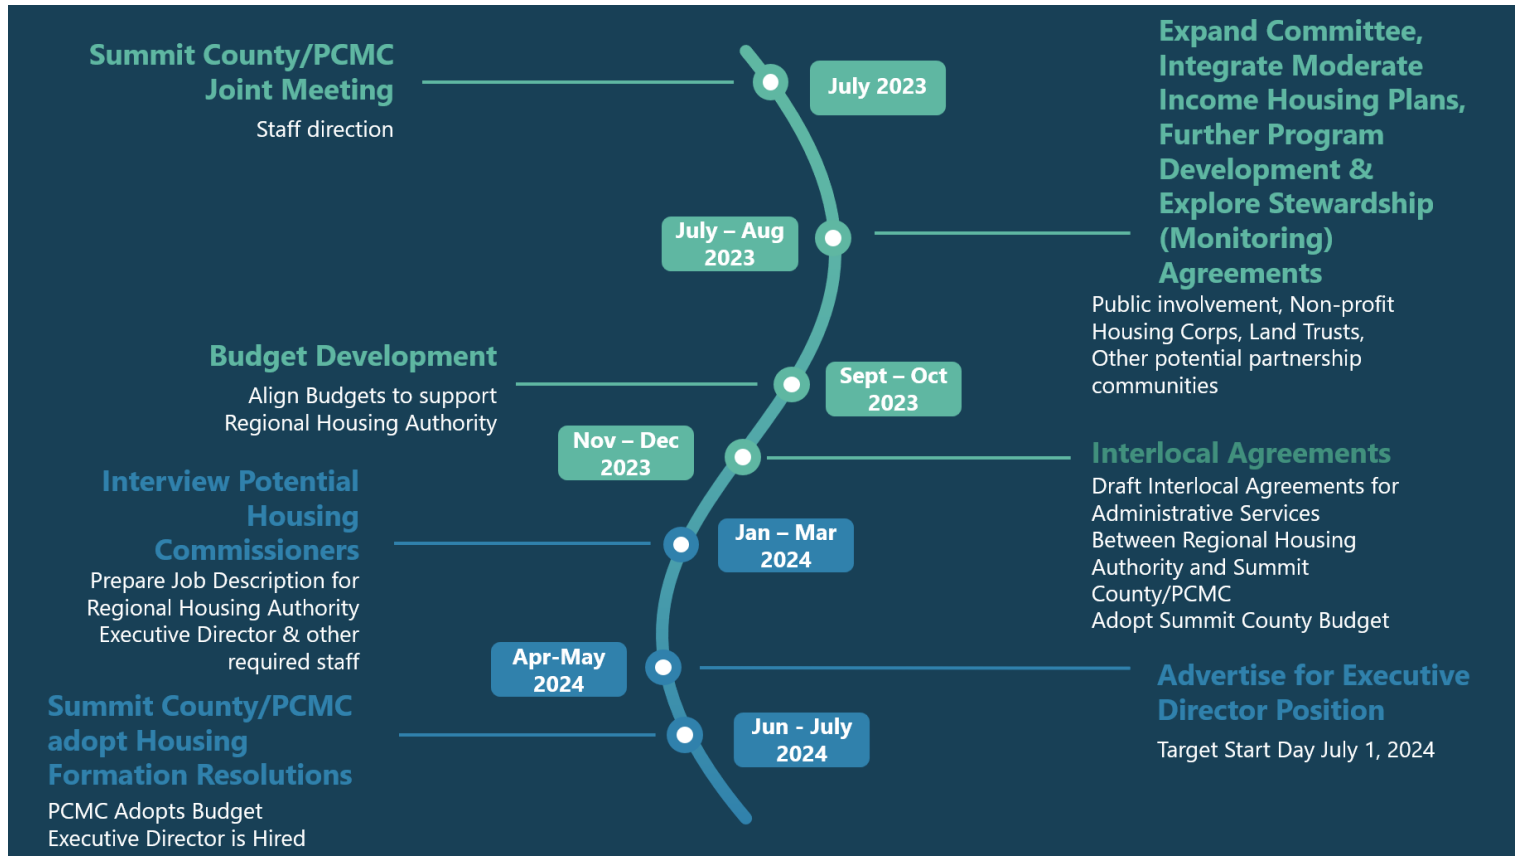 Summit County/PCMC
Joint Meeting
Staff direction
July 2023
Expand Committee,
Integrate Moderate
Income Housing Plans,
Further Program
Development &
Explore Stewardship
(Monitoring)
Agreements
Public involvement, Non-profit
Housing Corps, Land Trusts,
Other potential partnership
communities
July – Aug
2023
Budget Development
Align Budgets to support
Regional Housing Authority
Sept – Oct
2023
Nov – Dec
2023
Interlocal Agreements
Draft Interlocal Agreements for
Administrative Services
Between Regional Housing
Authority and Summit
County/PCMC
Adopt Summit County Budget
Interview Potential
Housing
Commissioners
Prepare Job Description for
Regional Housing Authority
Executive Director & other
required staff
Jan – Mar
2024
Apr-May
2024
Advertise for Executive
Director Position
Target Start Day July 1, 2024
Summit County/PCMC
adopt Housing
Formation Resolutions
PCMC Adopts Budget
Executive Director is Hired
Jun - July
2024